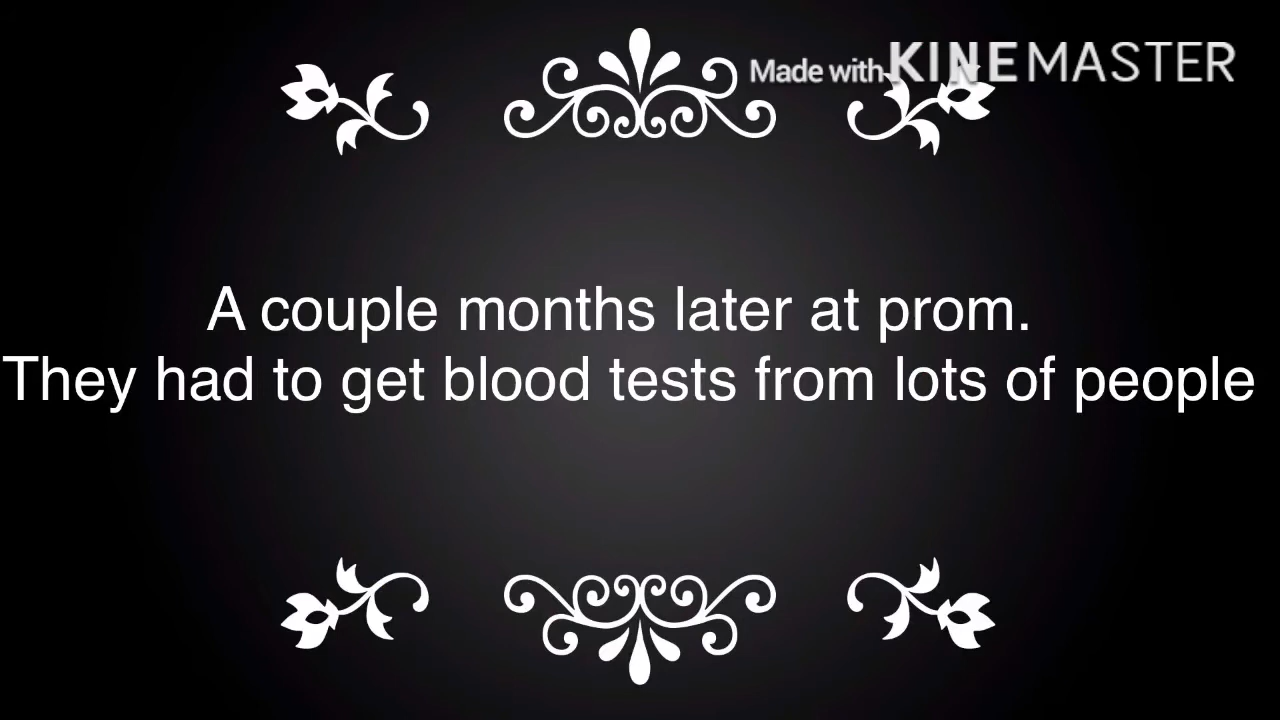 Made with KINEMASTER
A couple months later at prom.
They had to get blood tests from lots of people